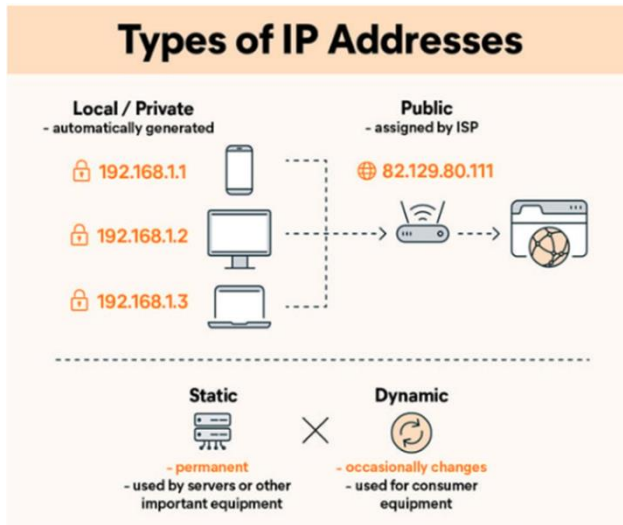 Types of IP Addresses
Local / Private
- automatically generated
192.168.1.1
192.168.1.2
192.168.1.3
Public
- assigned by ISP
82.129.80.111
Static
- permanent
- used by servers or other
important equipment
Dynamic
- occasionally changes
- used for consumer
equipment